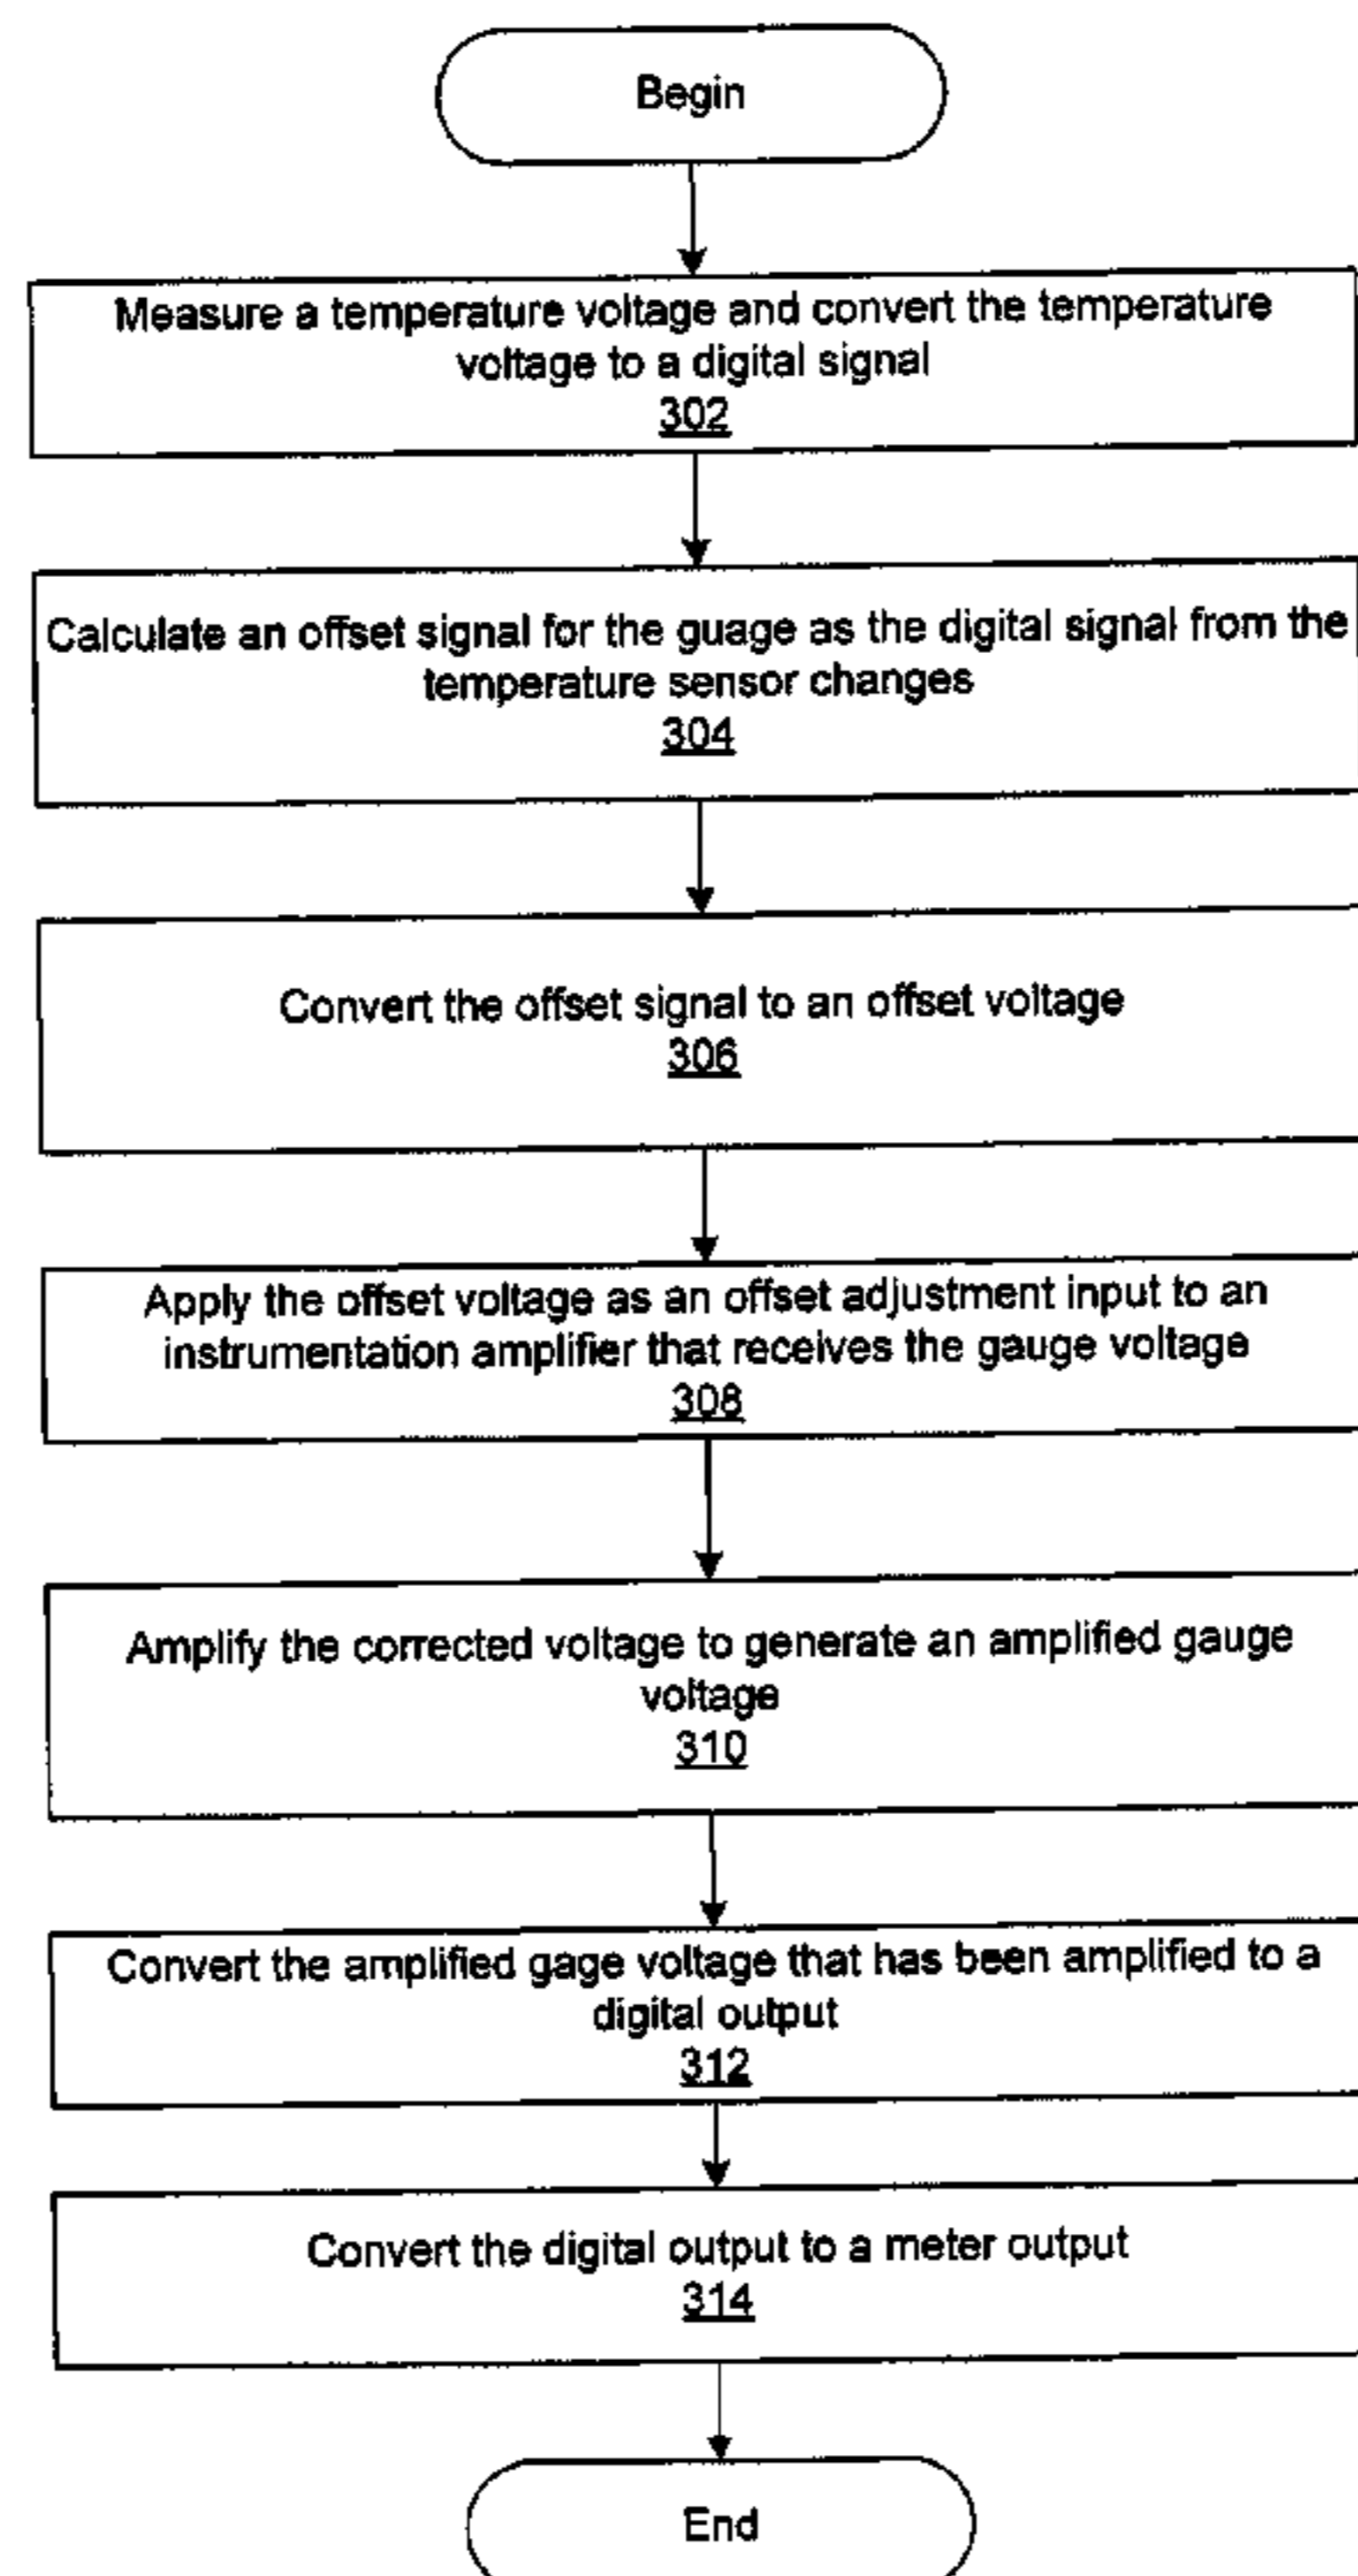 Begin
Measure a temperature voltage and convert the temperature
voltage to a digital signal
302
Calculate an offset signal for the guage as the digital signal from the
temperature sensor changes
304
Convert the offset signal to an offset voltage
306
Apply the offset voltage as an offset adjustment input to an
instrumentation amplifier that receives the gauge voltage
308
Amplify the corrected voltage to generate an amplified gauge
voltage
310
Convert the amplified gage voltage that has been amplified to a
digital output
312
Convert the digital output to a meter output
314
End